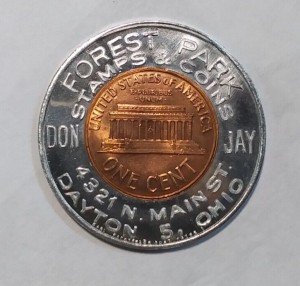 FOREST PARK
STAMPS & COINS
DON JAY
UNITED STATES OF AMERICA
E·PLURIBUS
UNUM
ONE CENT
4321 N. MAIN ST.
DAYTON 5, OHIO